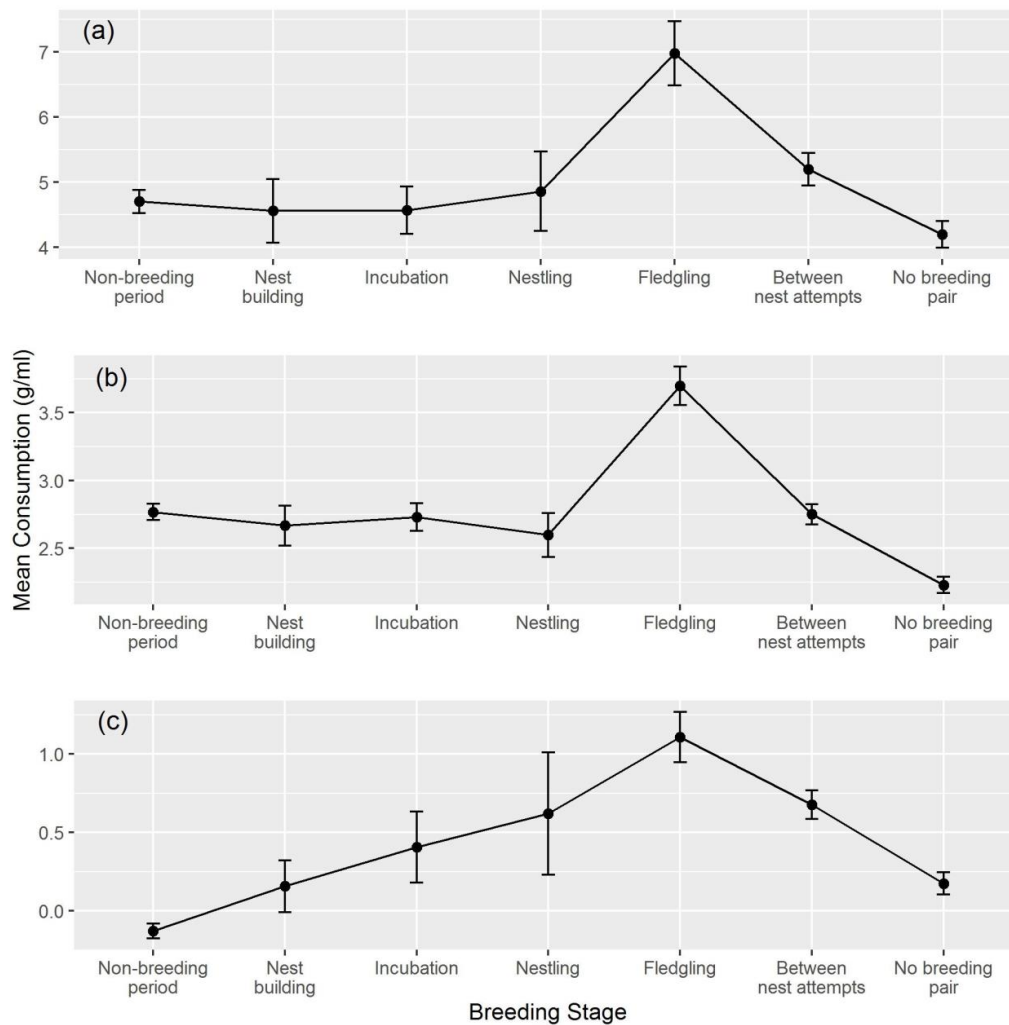 (a)
7
6
5
4
Non-breeding period
Nest building
Incubation
Nestling
Fledgling
Between nest attempts
No breeding pair
Mean Consumption (g/ml)
(b)
3.5
3.0
2.5
Non-breeding period
Nest building
Incubation
Nestling
Fledgling
Between nest attempts
No breeding pair
(c)
1.0
0.5
0.0
Non-breeding period
Nest building
Incubation
Nestling
Fledgling
Between nest attempts
No breeding pair
Breeding Stage